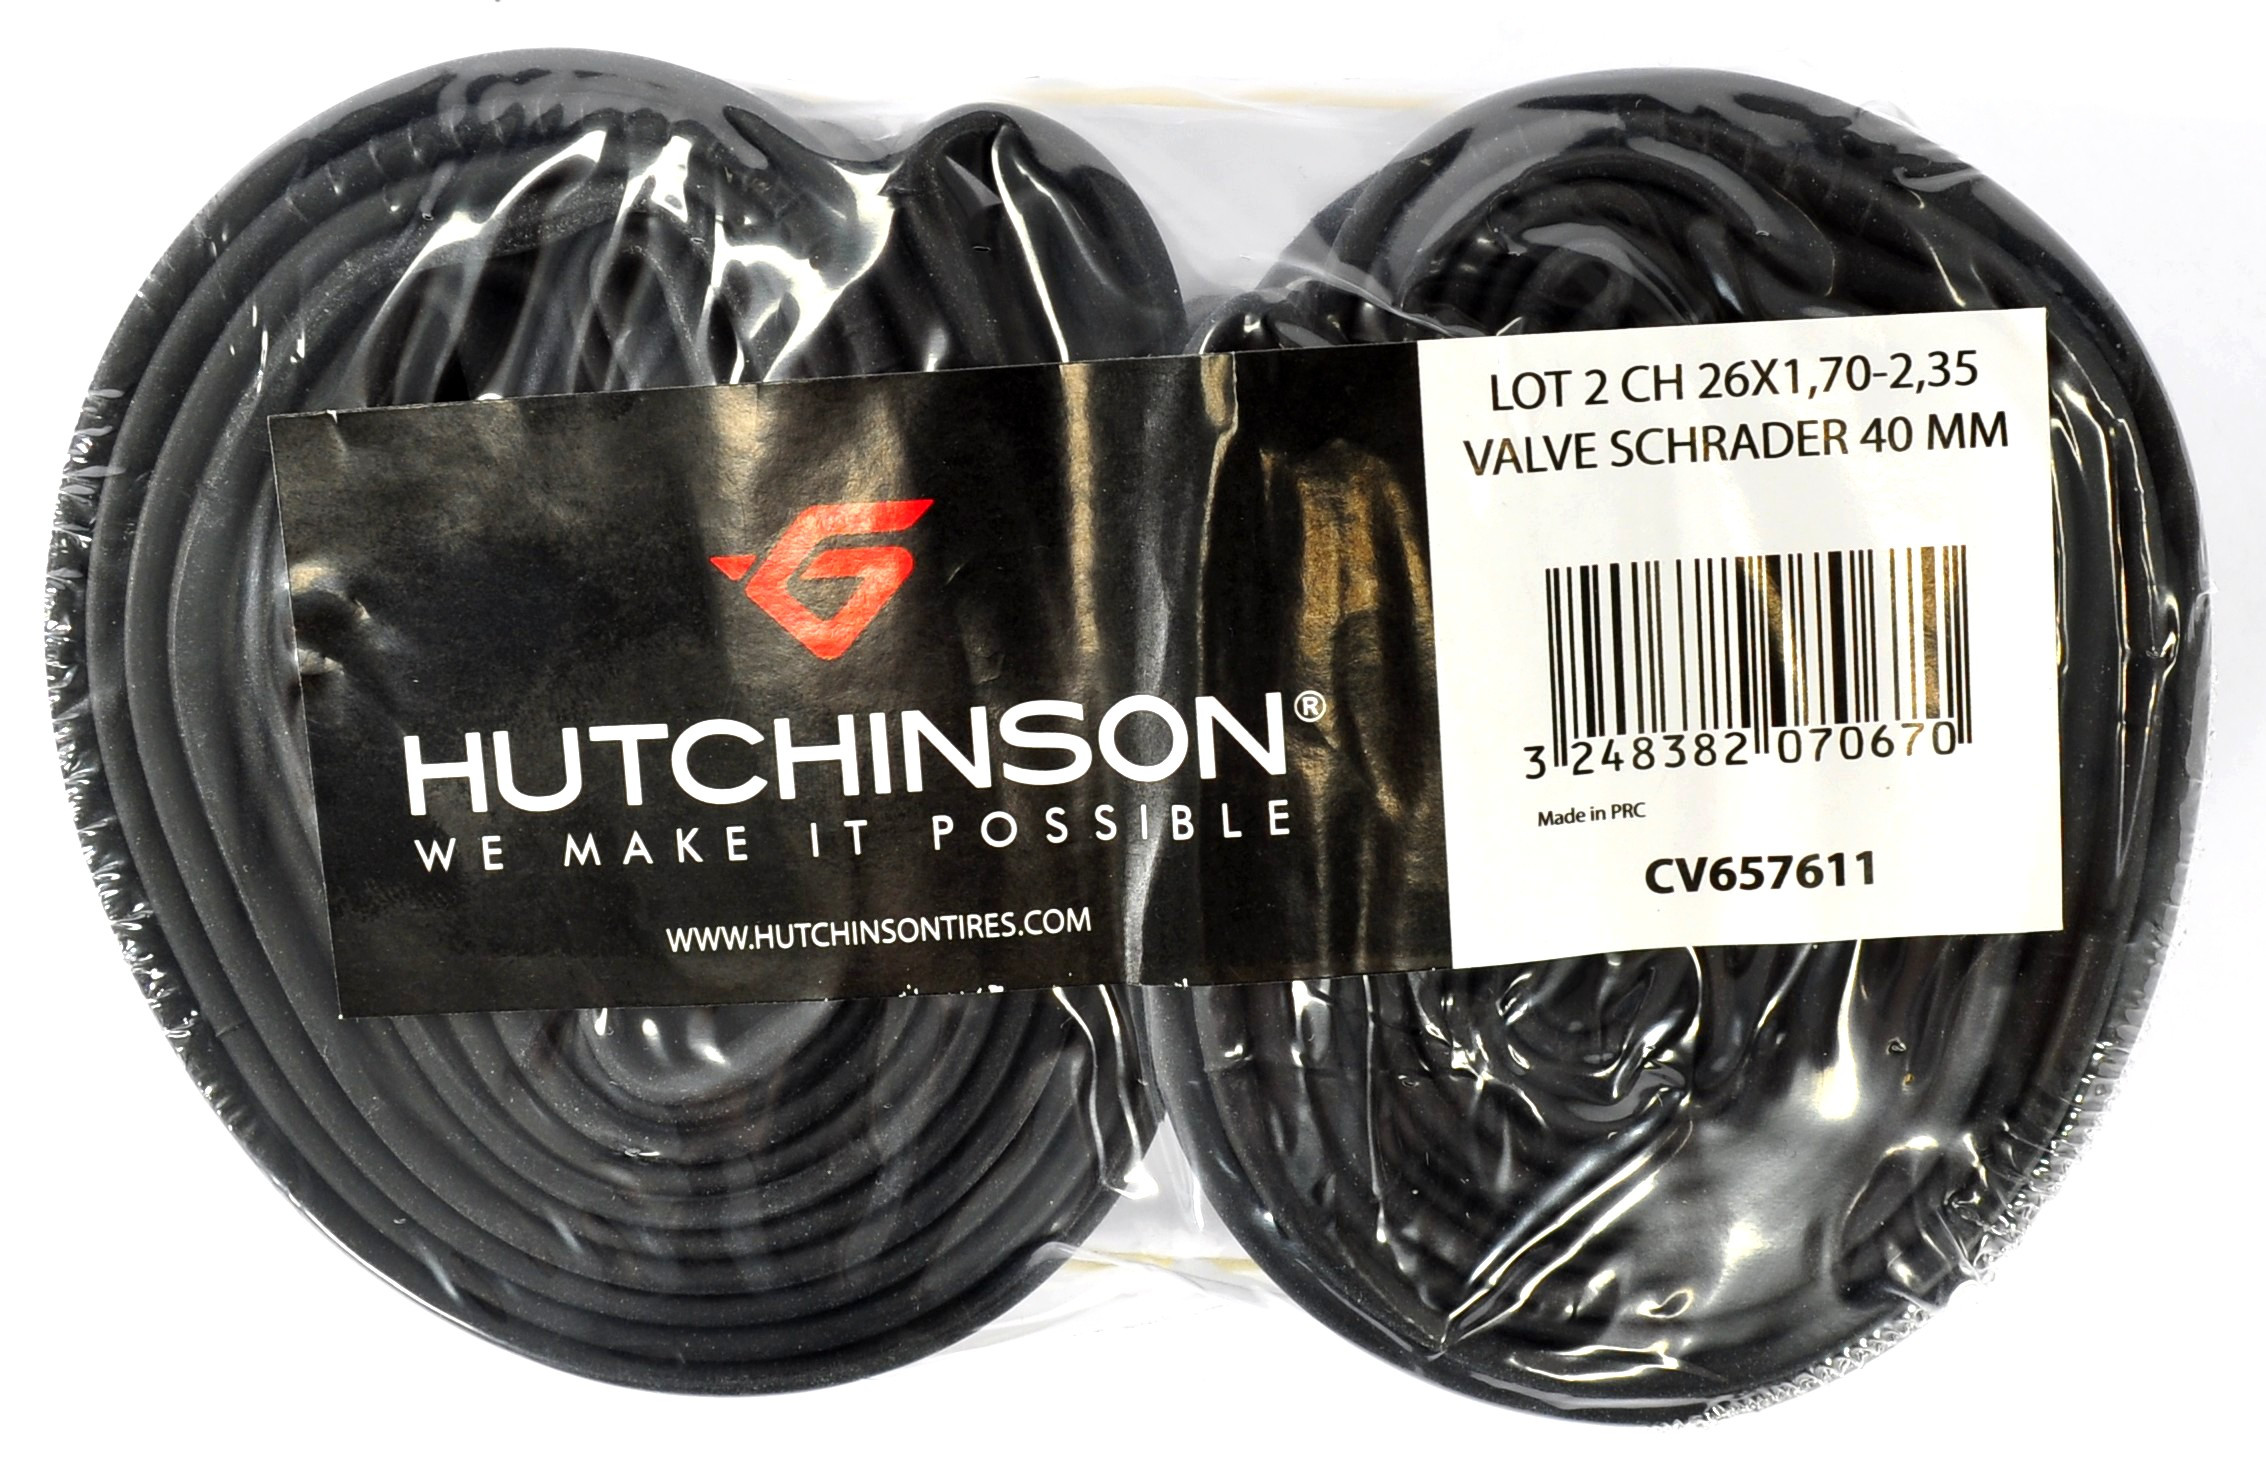 HUTCHINSON®
WE MAKE IT POSSIBLE
WWW.HUTCHINSONTIRES.COM
LOT 2 CH 26X1,70-2,35
VALVE SCHRADER 40 MM
3 248382 070670
Made in PRC
CV657611